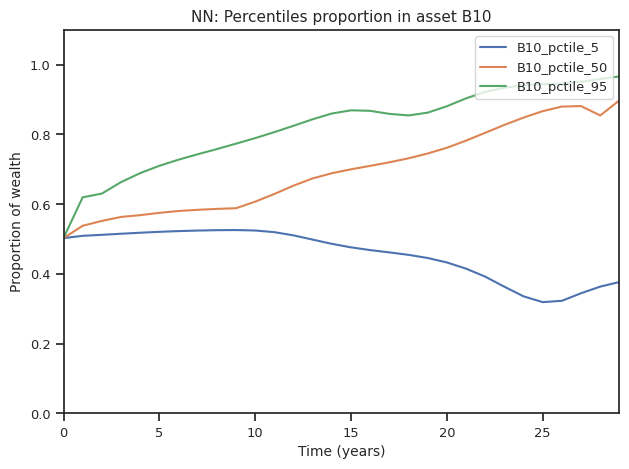 NN: Percentiles proportion in asset B10
B10_pctile_5
B10_pctile_50
B10_pctile_95
Proportion of wealth
1.0
0.8
0.6
0.4
0.2
0.0
0 5 10 15 20 25
Time (years)